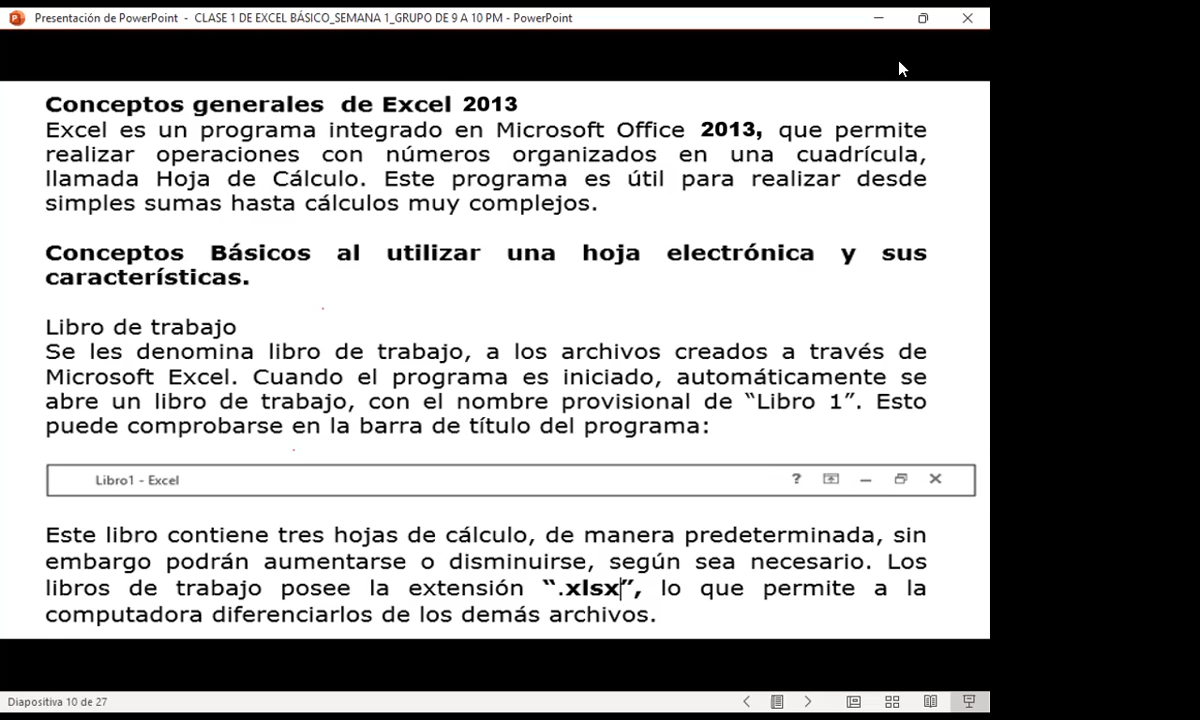 Presentación de PowerPoint - CLASE 1 DE EXCEL BÁSICO_SEMANA 1_GRUPO DE 9 A 10 PM - PowerPoint
Conceptos generales de Excel 2013
Excel es un programa integrado en Microsoft Office 2013, que permite
realizar operaciones con números organizados en una cuadrícula,
llamada Hoja de Cálculo. Este programa es útil para realizar desde
simples sumas hasta cálculos muy complejos.
Conceptos Básicos al utilizar una hoja electrónica y sus
características.
Libro de trabajo
Se les denomina libro de trabajo, a los archivos creados a través de
Microsoft Excel. Cuando el programa es iniciado, automáticamente se
abre un libro de trabajo, con el nombre provisional de “Libro 1”. Esto
puede comprobarse en la barra de título del programa:
Libro1 - Excel ?
Este libro contiene tres hojas de cálculo, de manera predeterminada, sin
embargo podrán aumentarse o disminuirse, según sea necesario. Los
libros de trabajo posee la extensión “.xlsx”, lo que permite a la
computadora diferenciarlos de los demás archivos.
Diapositiva 10 de 27